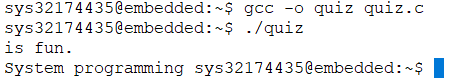 sys32174435@embedded:~$ gcc -o quiz quiz.c
sys32174435@embedded:~$ ./quiz
is fun.
System programming sys32174435@embedded:~$